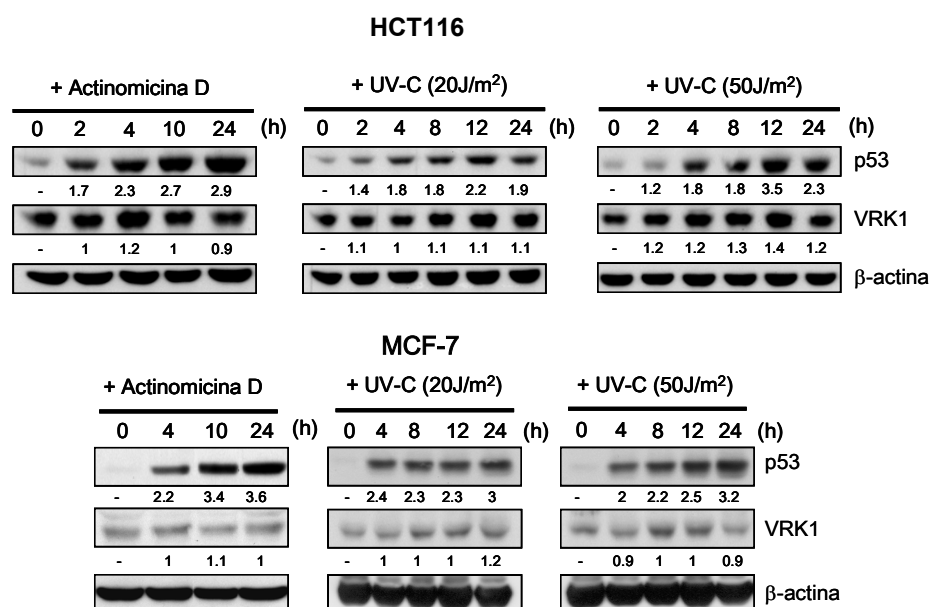 HCT116
+ Actinomicina D
0 2 4 10 24 (h)
+ UV-C (20J/m²)
0 2 4 8 12 24 (h)
+ UV-C (50J/m²)
0 2 4 8 12 24 (h)
p53
- 1.7 2.3 2.7 2.9
- 1.4 1.8 1.8 2.2 1.9
- 1.2 1.8 1.8 3.5 2.3
VRK1
- 1 1.2 1 0.9
- 1.1 1 1.1 1.1 1.1
- 1.2 1.2 1.3 1.4 1.2
β-actina
MCF-7
+ Actinomicina D
0 4 10 24 (h)
+ UV-C (20J/m²)
0 4 8 12 24 (h)
+ UV-C (50J/m²)
0 4 8 12 24 (h)
p53
- 2.2 3.4 3.6
- 2.4 2.3 2.3 3
- 2 2.2 2.5 3.2
VRK1
- 1 1.1 1
- 1 1 1 1.2
- 0.9 1 1 0.9
β-actina